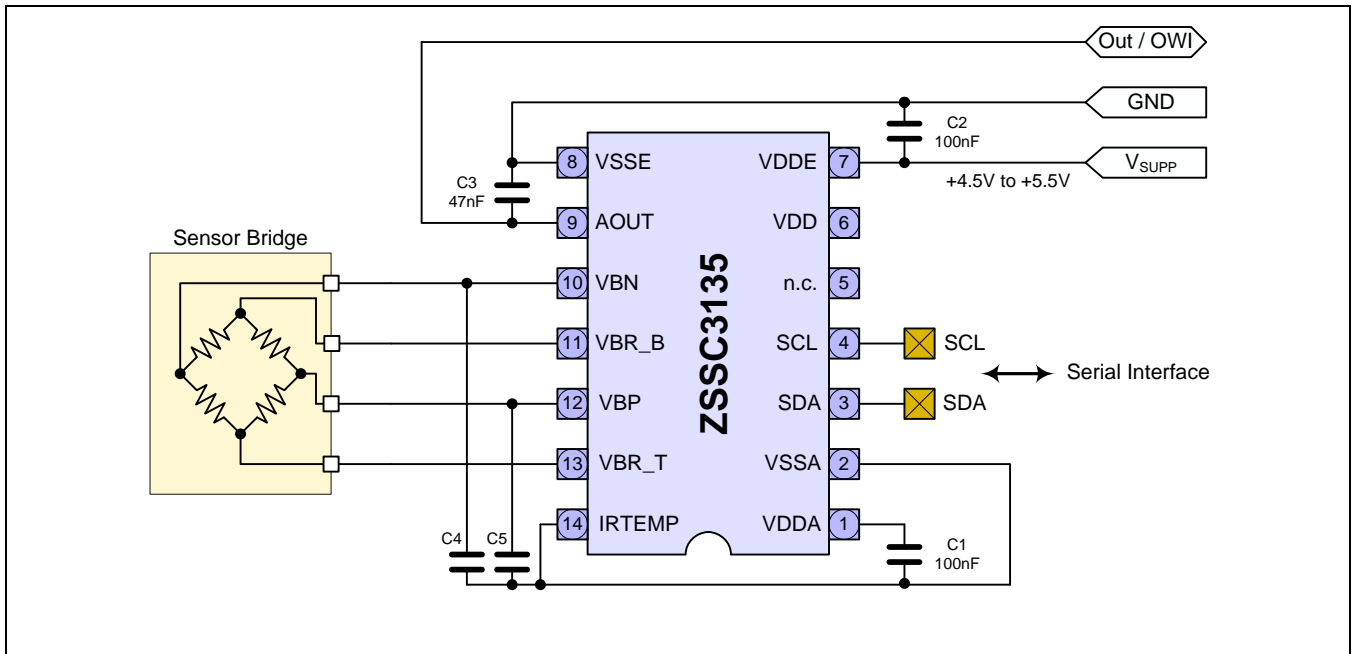 Out / OWI
GND
C2
100nF
8 VSSE
VDDE 7
V_SUPP
+4.5V to +5.5V
C3
47nF
9 AOUT
VDD 6
Sensor Bridge
10 VBN
n.c. 5
ZSSC3135
11 VBR_B
SCL 4
SCL
Serial Interface
12 VBP
SDA 3
SDA
13 VBR_T
VSSA 2
14 IRTEMP
VDDA 1
C4
C5
C1
100nF